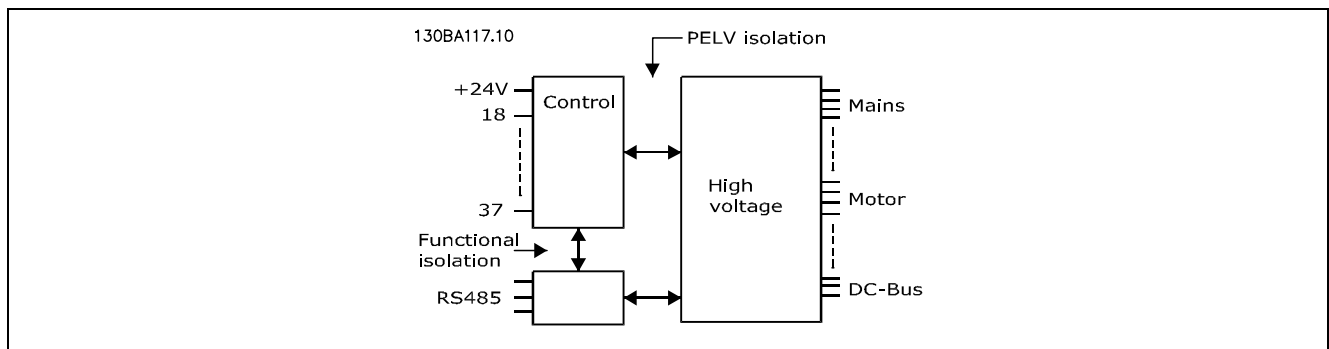 130BA117.10
PELV isolation
+24V
Control
18
Mains
High
voltage
37
Motor
Functional
isolation
RS485
DC-Bus